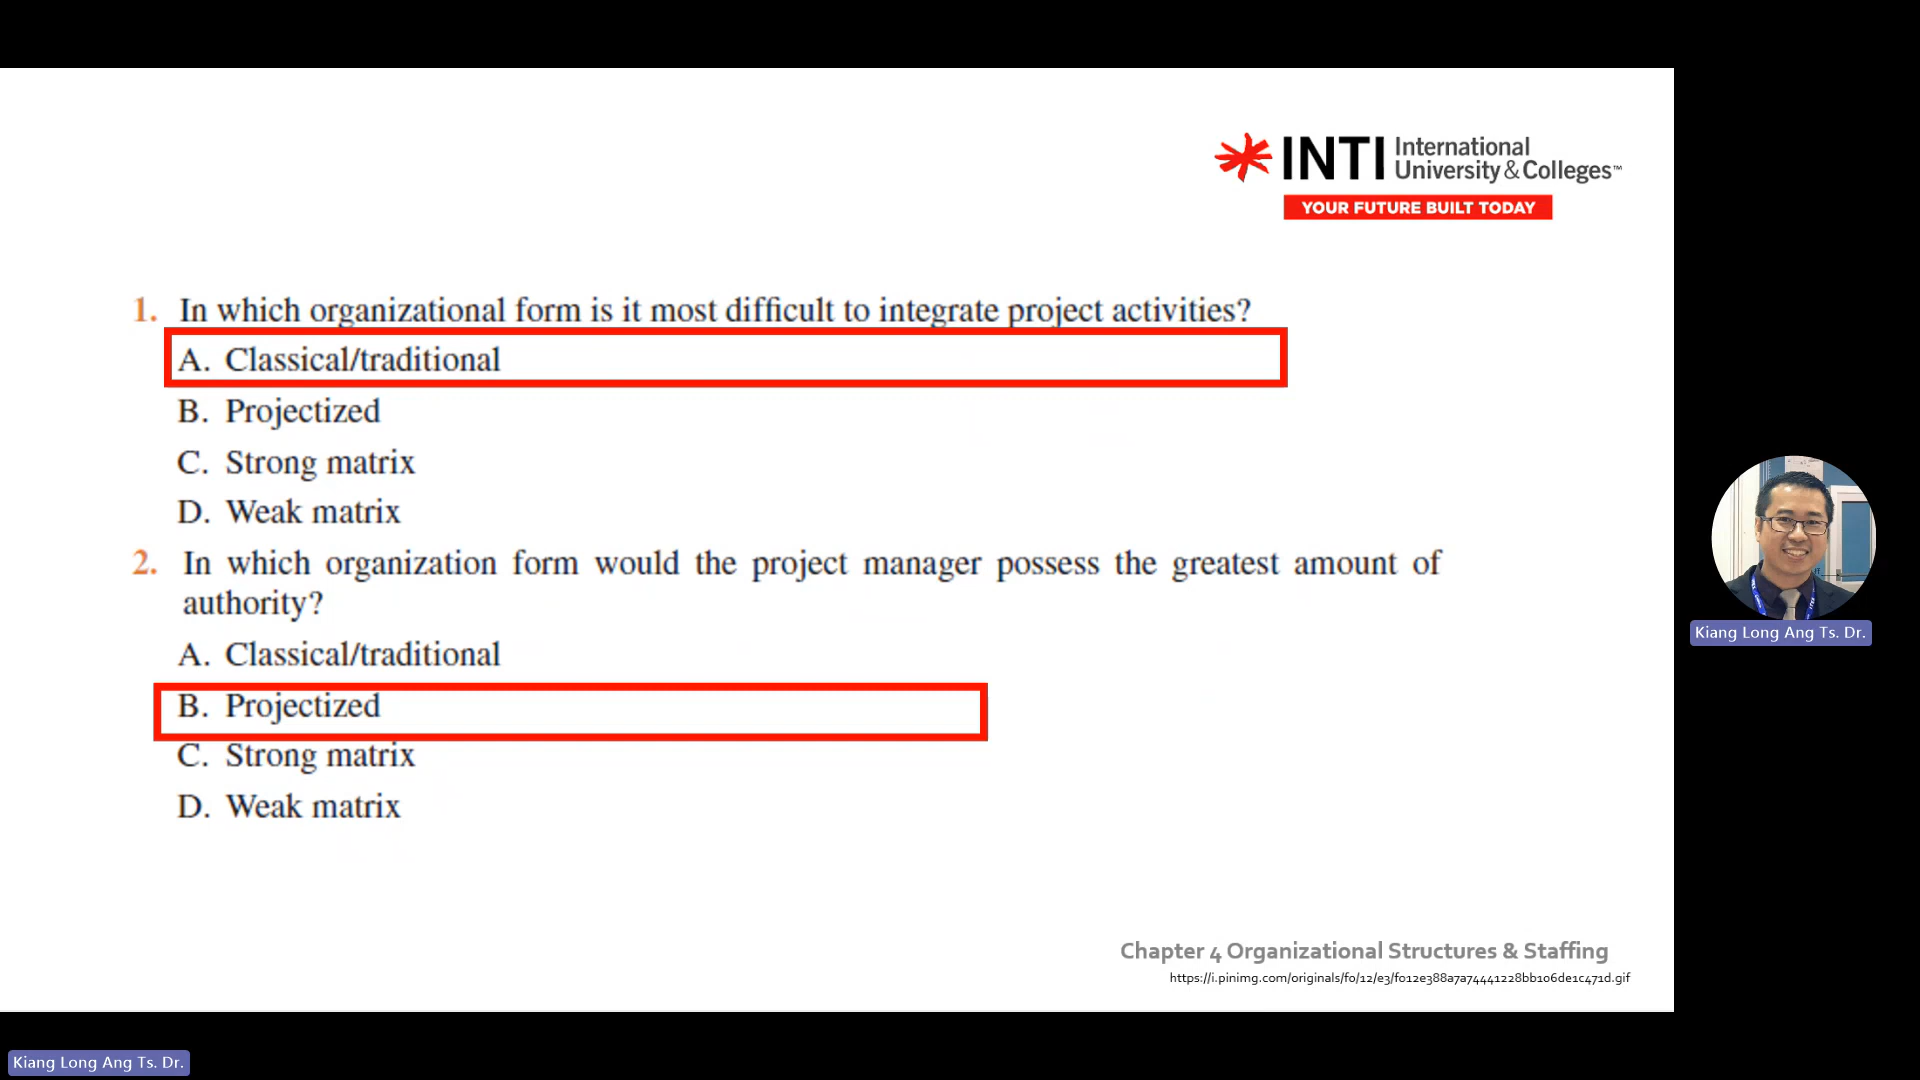 INTI International
University & Colleges™
YOUR FUTURE BUILT TODAY
1. In which organizational form is it most difficult to integrate project activities?
A. Classical/traditional
B. Projectized
C. Strong matrix
D. Weak matrix
2. In which organization form would the project manager possess the greatest amount of
authority?
A. Classical/traditional
B. Projectized
C. Strong matrix
D. Weak matrix
Kiang Long Ang Ts. Dr.
Chapter 4 Organizational Structures & Staffing
https://i.pinimg.com/originals/f0/12/e3/f012e388a7a74441228bb106de1c471d.gif
Kiang Long Ang Ts. Dr.